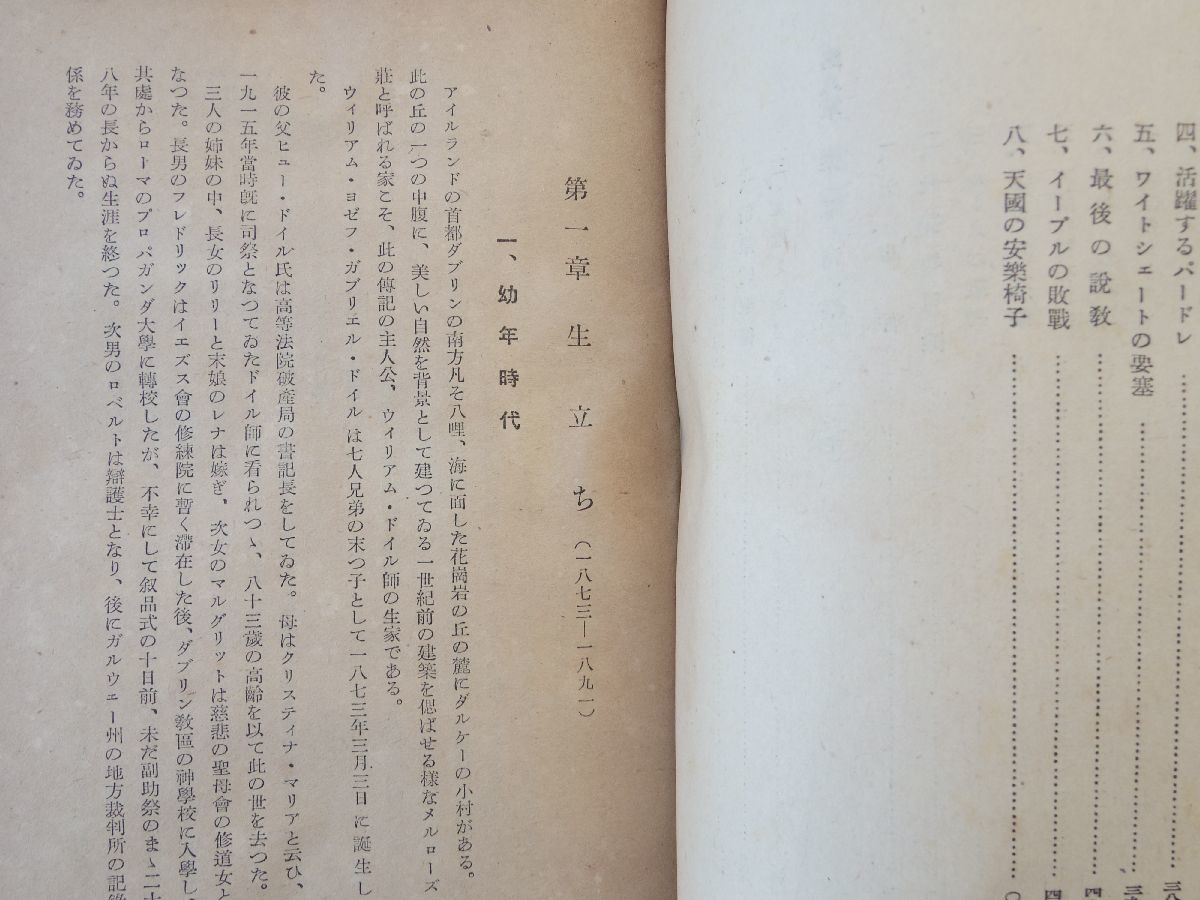 四、活躍するパードレ……………………………三八
五、ワイトシェートの要塞……………………………
六、最後の說敎……………………………四
七、イープルの敗戰……………………………四
八、天國の安樂椅子……………………………
第一章 生立ち（一八七三―一八九一）
一、幼年時代
アイルランドの首都ダブリンの南方凡そ八哩、海に面した花崗岩の丘の麓にダルケーの小村がある。
此の丘の一つの中腹に、美しい自然を背景として建つてゐる一世紀前の建築を偲ばせる樣なメルローズ
莊と呼ばれる家こそ、此の傳記の主人公、ウィリアム・ドイル師の生家である。
ウィリアム・ヨゼフ・ガブリエル・ドイルは七人兄弟の末つ子として一八七三年三月三日に誕生し
た。
彼の父ヒュー・ドイル氏は高等法院破產局の書記長をしてゐた。母はクリスティナ・マリアと云ひ、
一九一五年當時旣に司祭となつてゐたドイル師に看られつゝ、八十三歲の高齡を以て此の世を去つた。
三人の姉妹の中、長女のリリーと末娘のレナは嫁ぎ、次女のマルグリットは慈悲の聖母會の修道女と
なつた。長男のフレドリックはイエズス會の修練院に暫く滯在した後、ダブリン敎區の神學校に入學し、
其處からローマのプロパガンダ大學に轉校したが、不幸にして敍品式の十日前、未だ副助祭のまゝ二十
八年の長からぬ生涯を終つた。次男のロベルトは辯護士となり、後にガルウェー州の地方裁判所の記錄
係を務めてゐた。